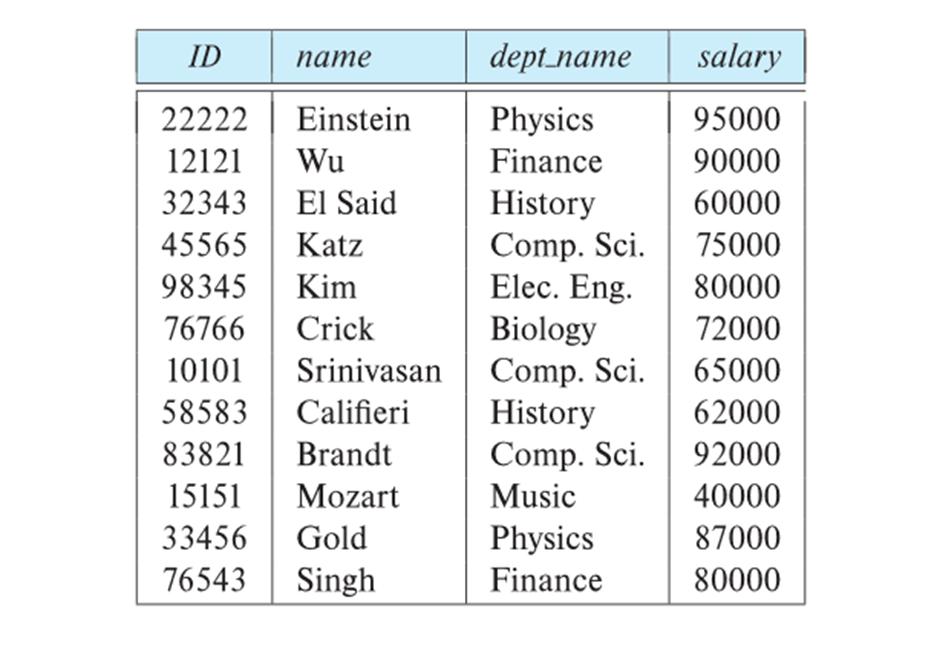 ID name dept_name salary
22222 Einstein Physics 95000
12121 Wu Finance 90000
32343 El Said History 60000
45565 Katz Comp. Sci. 75000
98345 Kim Elec. Eng. 80000
76766 Crick Biology 72000
10101 Srinivasan Comp. Sci. 65000
58583 Califieri History 62000
83821 Brandt Comp. Sci. 92000
15151 Mozart Music 40000
33456 Gold Physics 87000
76543 Singh Finance 80000